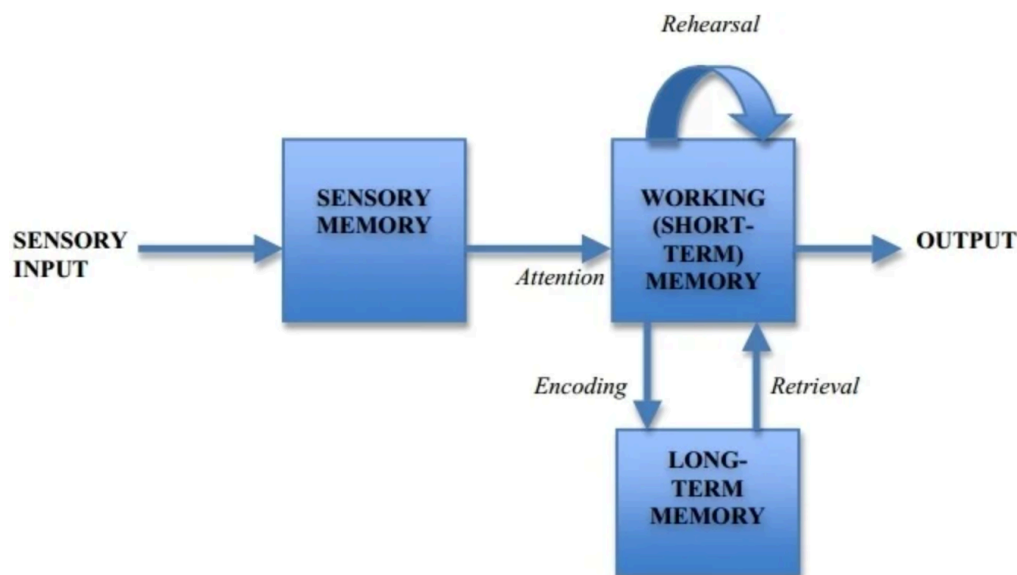 Rehearsal
SENSORY
MEMORY
WORKING
(SHORT-
TERM)
MEMORY
SENSORY
INPUT
OUTPUT
Attention
Encoding
Retrieval
LONG-
TERM
MEMORY